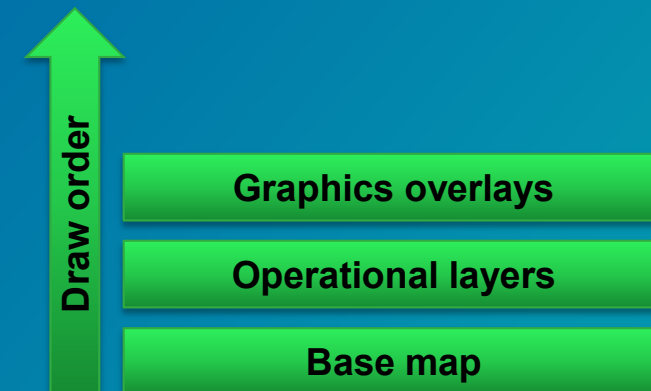 Draw order
Graphics overlays
Operational layers
Base map